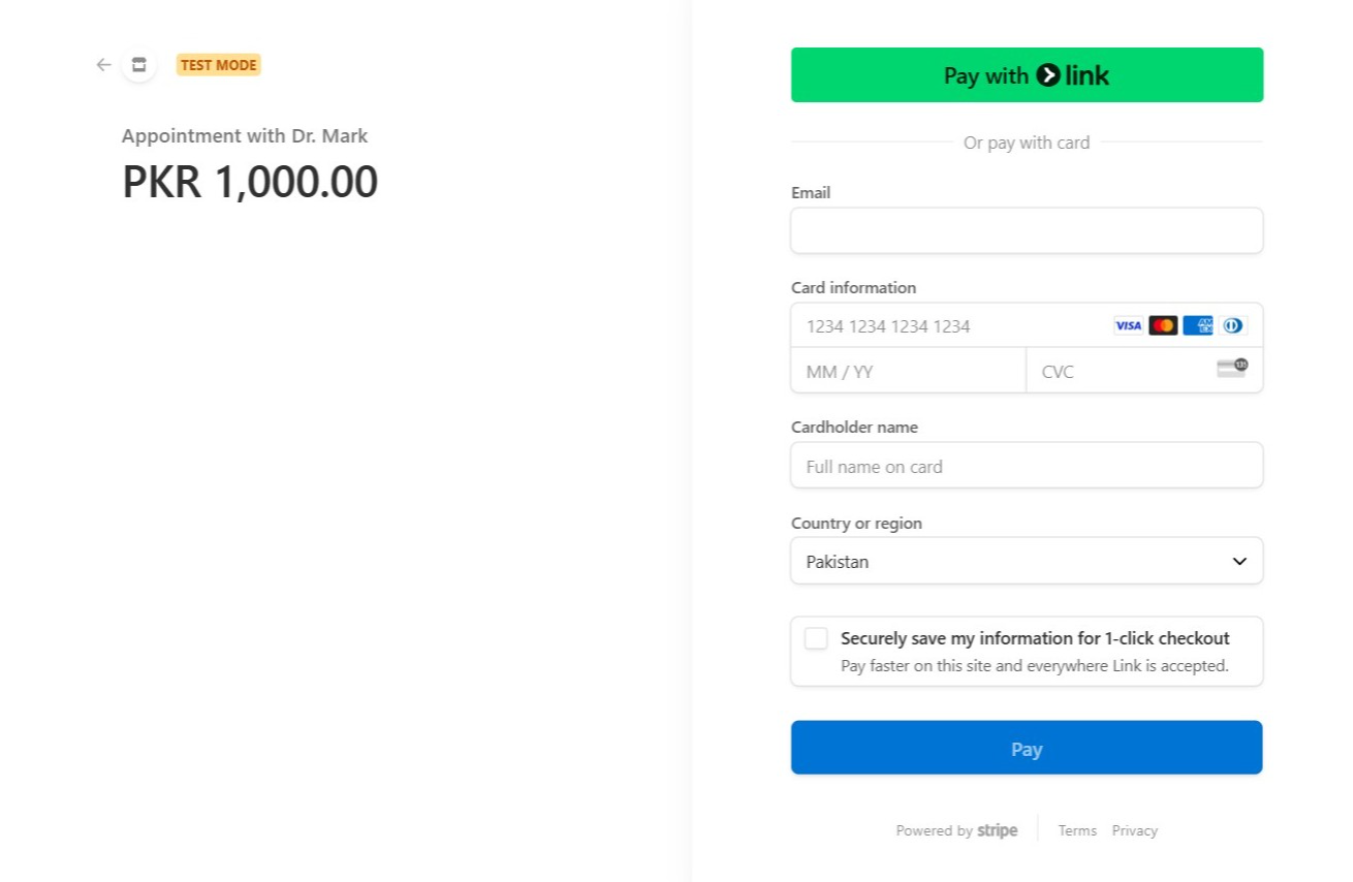 TEST MODE
Appointment with Dr. Mark
PKR 1,000.00
Pay with link
Or pay with card
Email
Card information
1234 1234 1234 1234 VISA
MM / YY CVC
Cardholder name
Full name on card
Country or region
Pakistan
Securely save my information for 1-click checkout
Pay faster on this site and everywhere Link is accepted.
Pay
Powered by stripe Terms Privacy